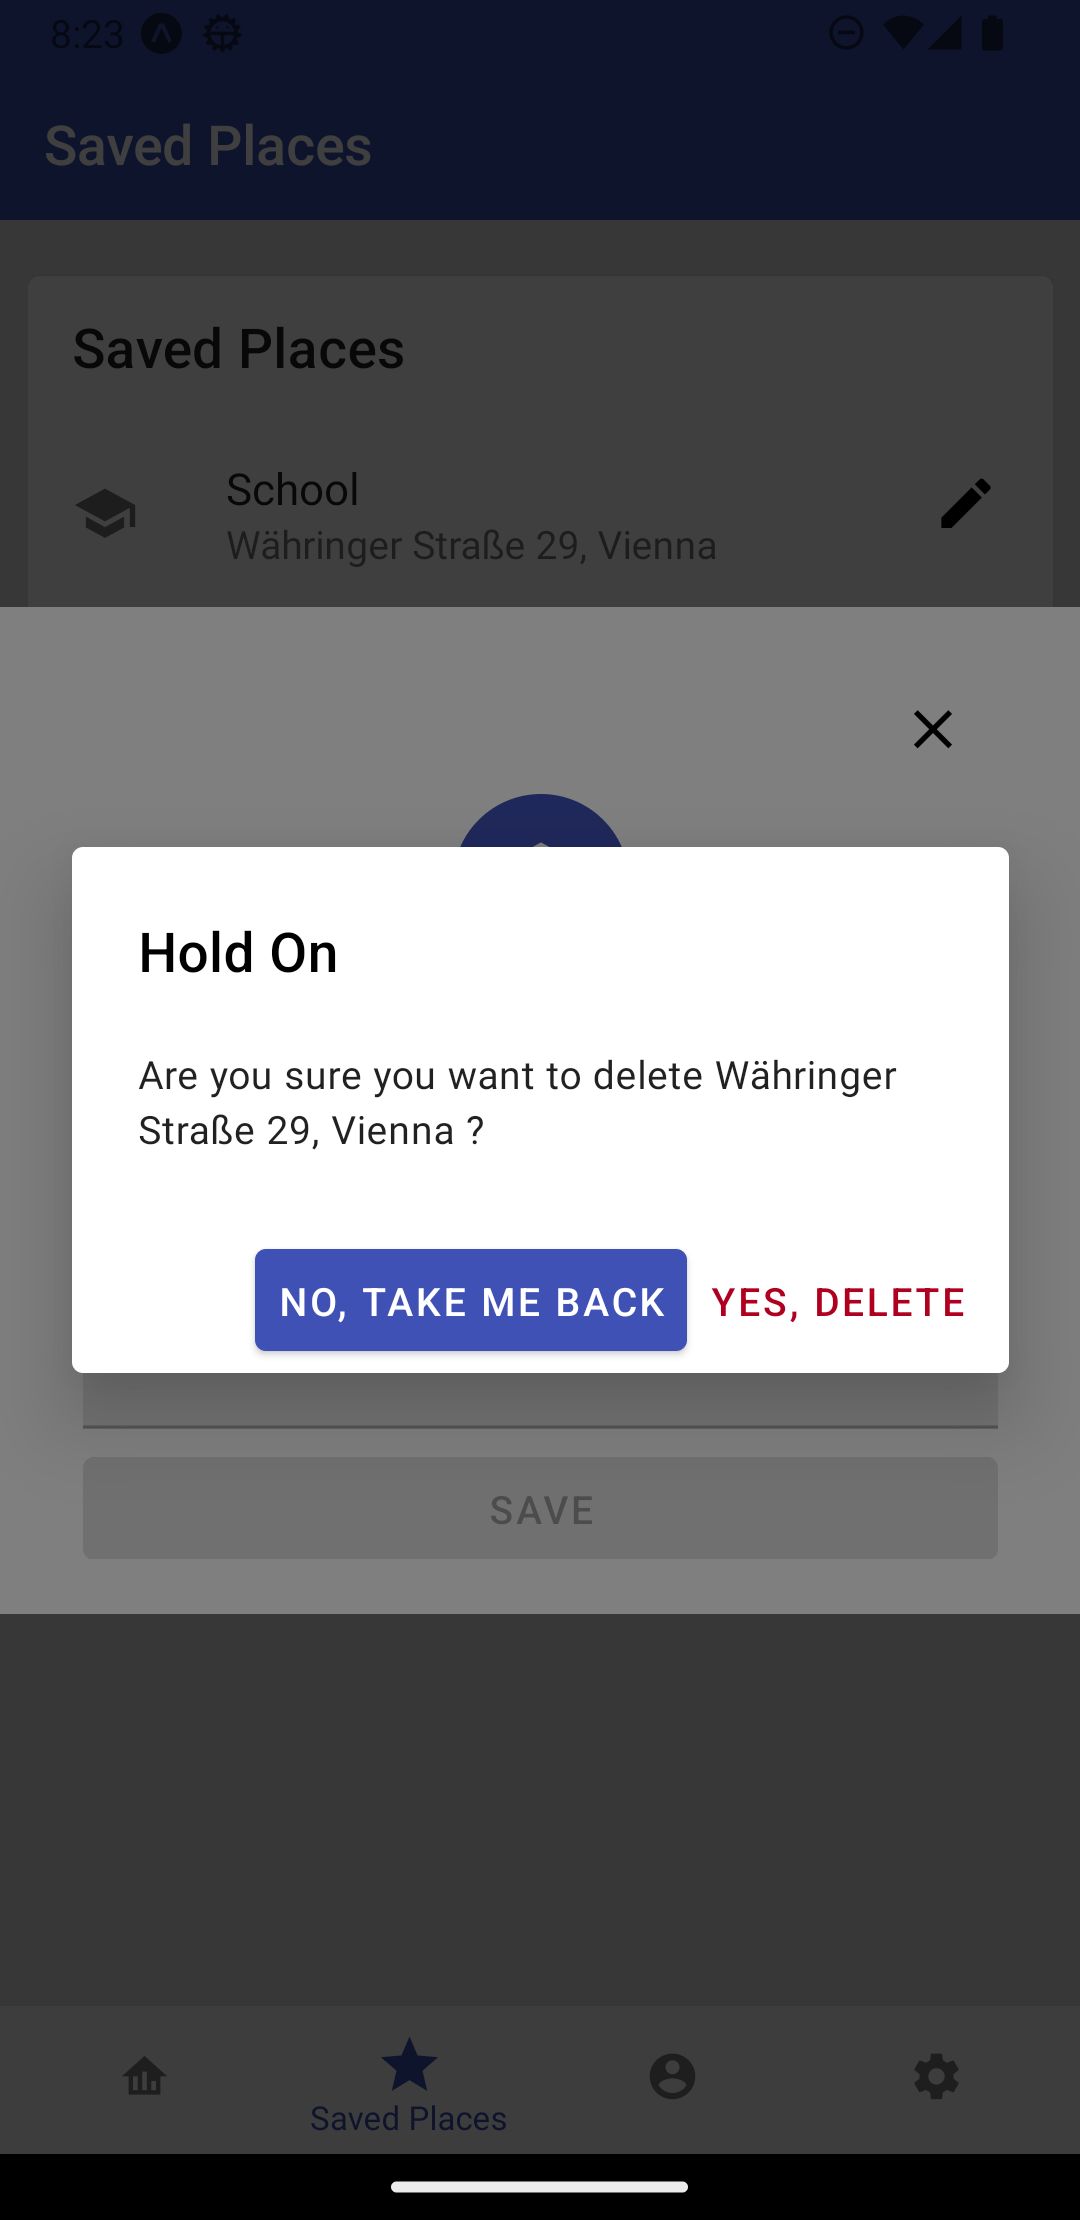 8:23
Saved Places
Saved Places
School
Währinger Straße 29, Vienna
Hold On
Are you sure you want to delete Währinger
Straße 29, Vienna ?
NO, TAKE ME BACK
YES, DELETE
SAVE
Saved Places